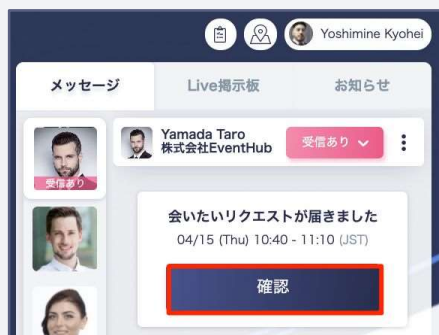 Yoshimine Kyohei
メッセージ
Live掲示板
お知らせ
Yamada Taro
株式会社EventHub
受信あり
受信あり
会いたいリクエストが届きました
04/15 (Thu) 10:40 - 11:10 (JST)
確認